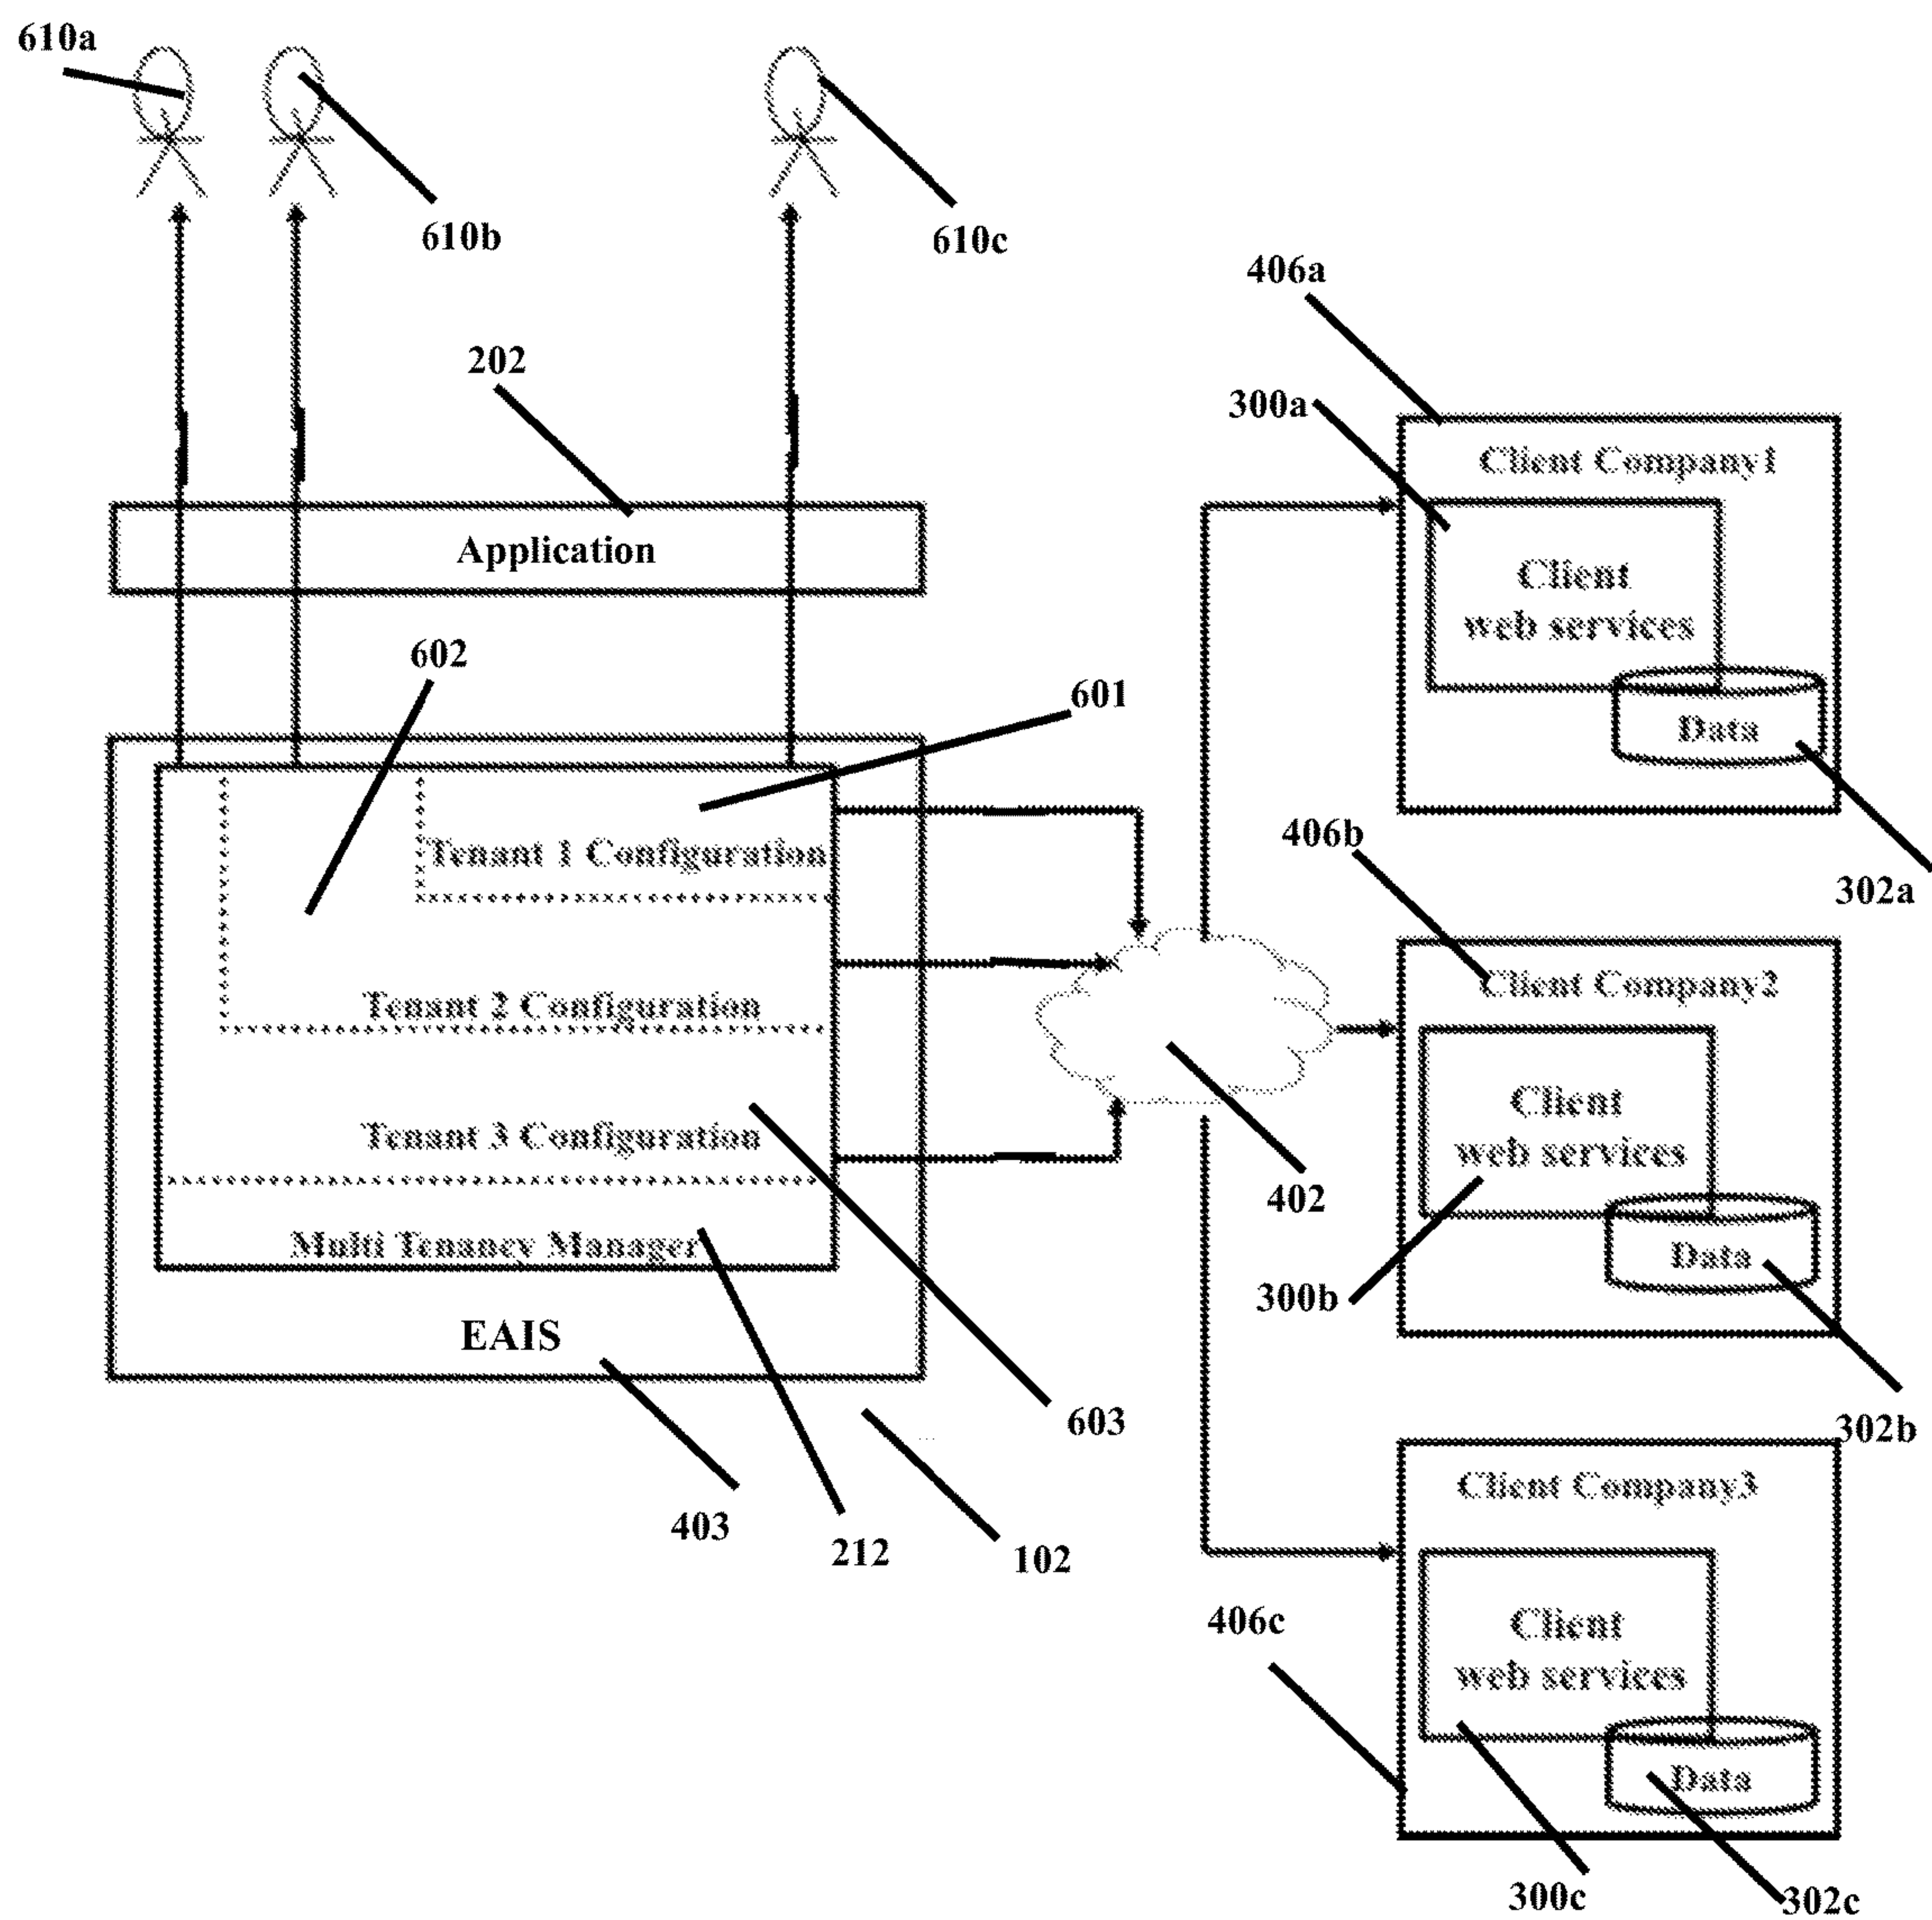 610a
610b
610c
406a
202
300a
Client Company1
Application
Client
web services
602
601
Data
Tenant 1 Configuration
406b
302a
Client Company2
Tenant 2 Configuration
Client
web services
Tenant 3 Configuration
402
Multi Tenancy Manager
Data
300b
EAIS
603
302b
Client Company3
403
212
102
406c
Client
web services
Data
300c
302c